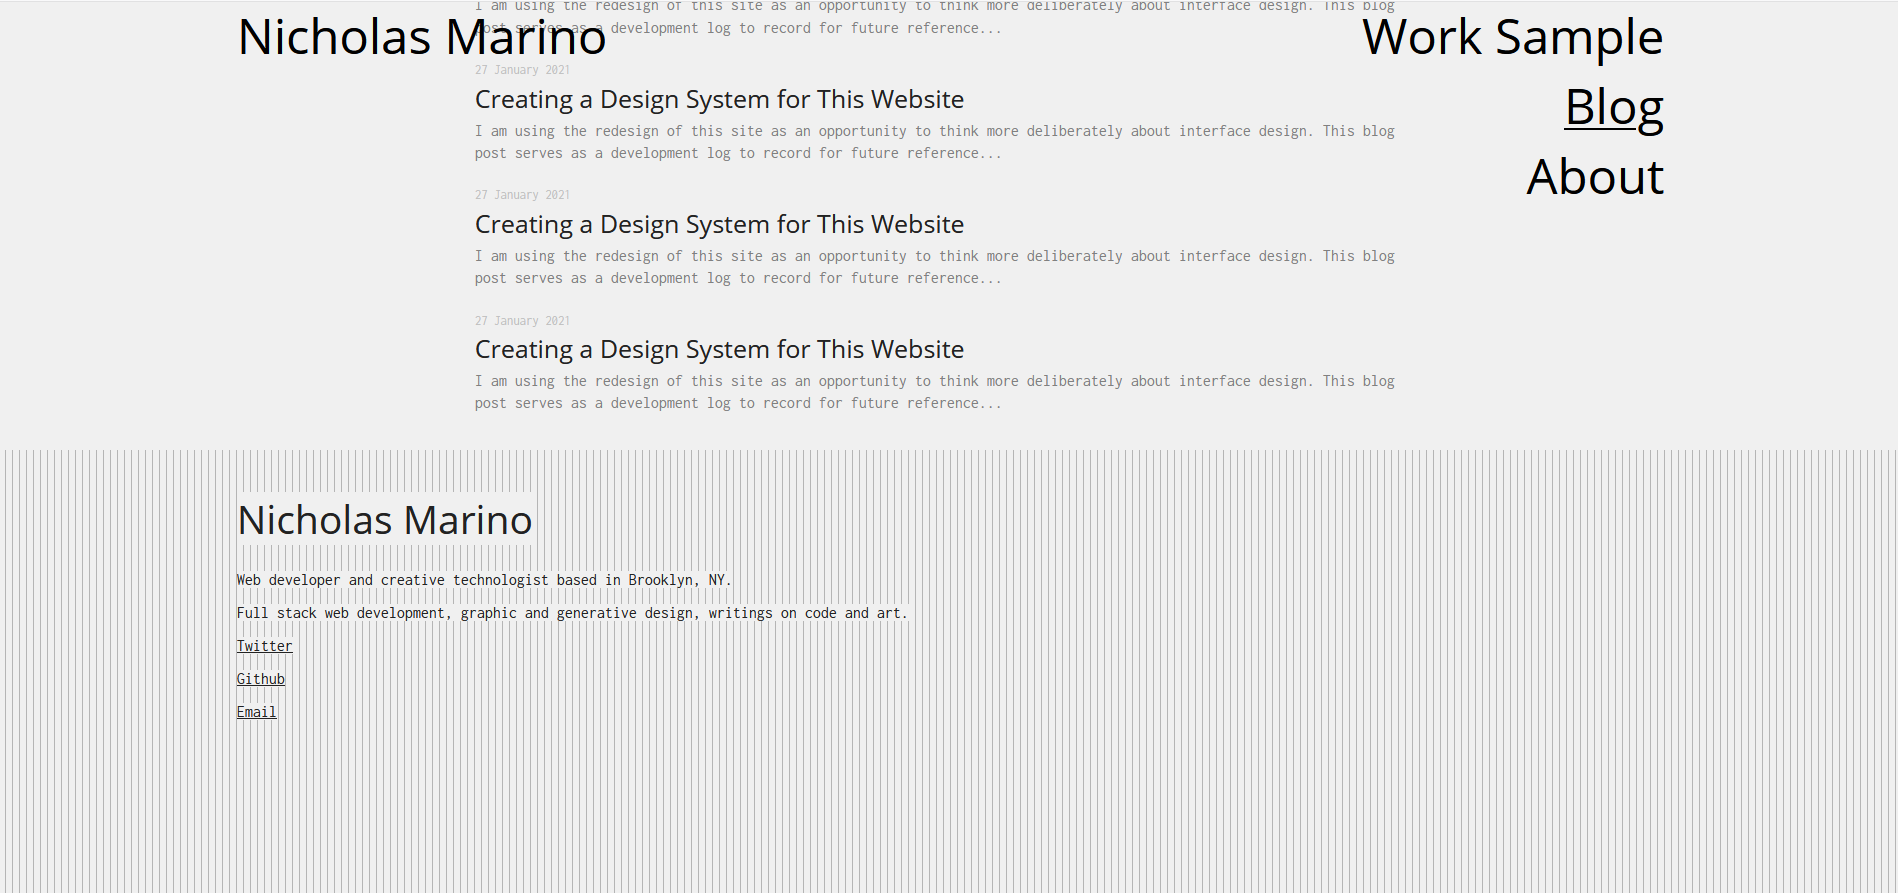 I am using the redesign of this site as an opportunity to think more deliberately about interface design. This blog
post serves as a development log to record for future reference...
Nicholas Marino
Work Sample
Blog
About
27 January 2021
Creating a Design System for This Website
I am using the redesign of this site as an opportunity to think more deliberately about interface design. This blog
post serves as a development log to record for future reference...
27 January 2021
Creating a Design System for This Website
I am using the redesign of this site as an opportunity to think more deliberately about interface design. This blog
post serves as a development log to record for future reference...
27 January 2021
Creating a Design System for This Website
I am using the redesign of this site as an opportunity to think more deliberately about interface design. This blog
post serves as a development log to record for future reference...
Nicholas Marino
Web developer and creative technologist based in Brooklyn, NY.
Full stack web development, graphic and generative design, writings on code and art.
Twitter
Github
Email